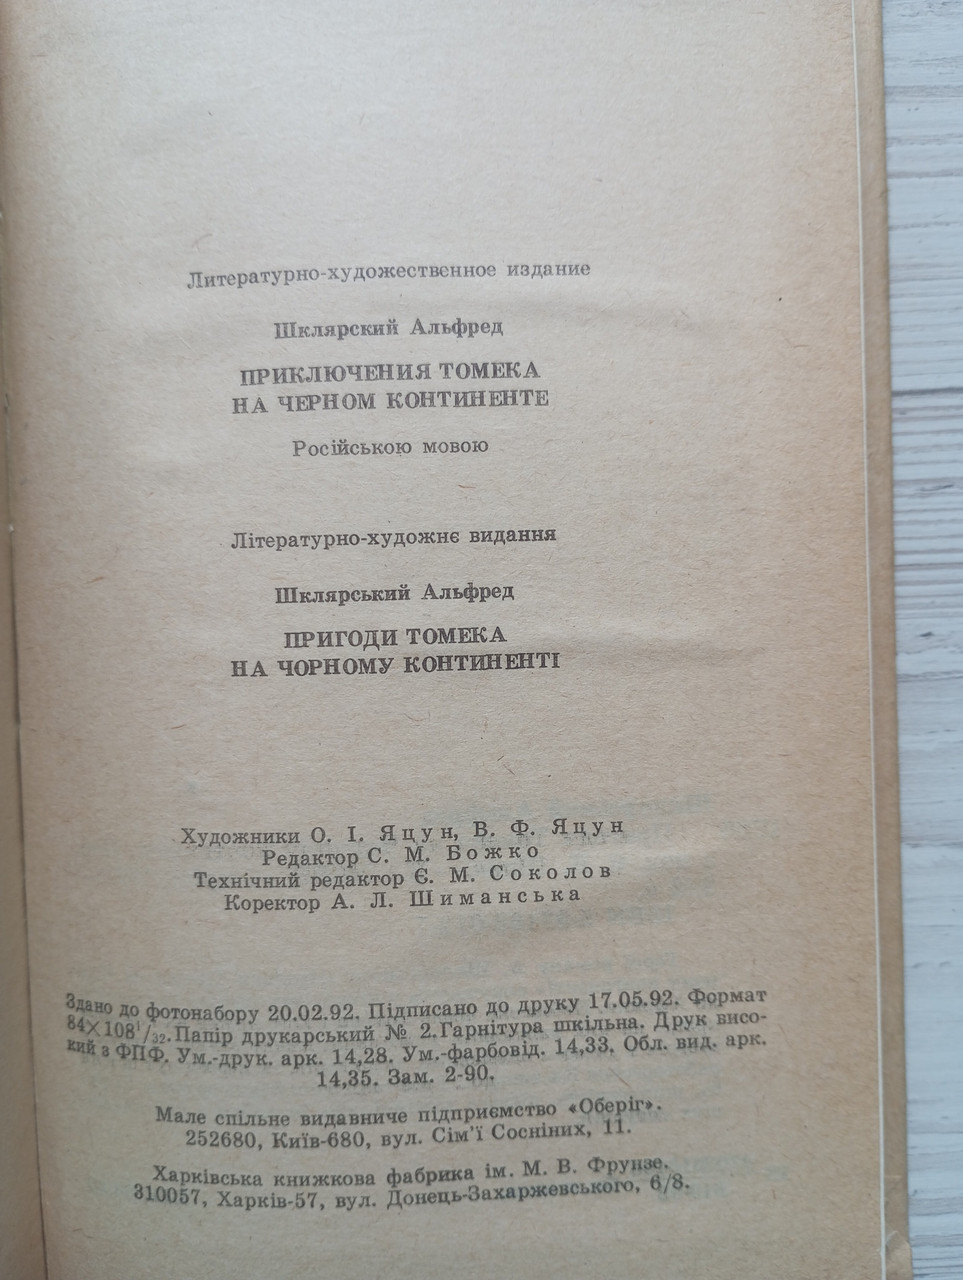 Литературно-художественное издание
Шклярский Альфред
ПРИКЛЮЧЕНИЯ ТОМЕКА
НА ЧЕРНОМ КОНТИНЕНТЕ
Російською мовою
Літературно-художнє видання
Шклярський Альфред
ПРИГОДИ ТОМЕКА
НА ЧОРНОМУ КОНТИНЕНТІ
Художники О. І. Яцун, В. Ф. Яцун
Редактор С. М. Божко
Технічний редактор Є. М. Соколов
Коректор А. Л. Шиманська
Здано до фотонабору 20.02.92. Підписано до друку 17.05.92. Формат
84×108¹/₃₂. Папір друкарський № 2. Гарнітура шкільна. Друк висо-
кий з ФПФ. Ум.-друк. арк. 14,28. Ум.-фарбовід. 14,33. Обл. вид. арк.
14,35. Зам. 2-90.
Мале спільне видавниче підприємство «Оберіг».
252680, Київ-680, вул. Сім'ї Сосніних, 11.
Харківська книжкова фабрика ім. М. В. Фрунзе.
310057, Харків-57, вул. Донець-Захаржевського, 6/8.